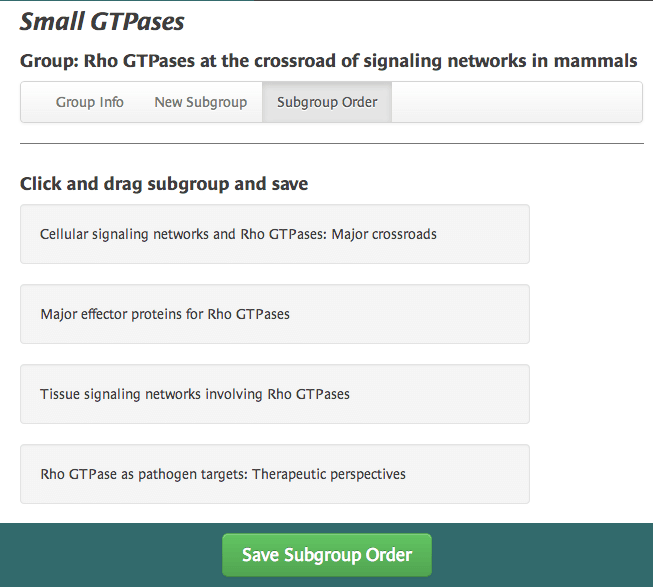 Small GTPases
Group: Rho GTPases at the crossroad of signaling networks in mammals
Group Info New Subgroup Subgroup Order
Click and drag subgroup and save
Cellular signaling networks and Rho GTPases: Major crossroads
Major effector proteins for Rho GTPases
Tissue signaling networks involving Rho GTPases
Rho GTPase as pathogen targets: Therapeutic perspectives
Save Subgroup Order